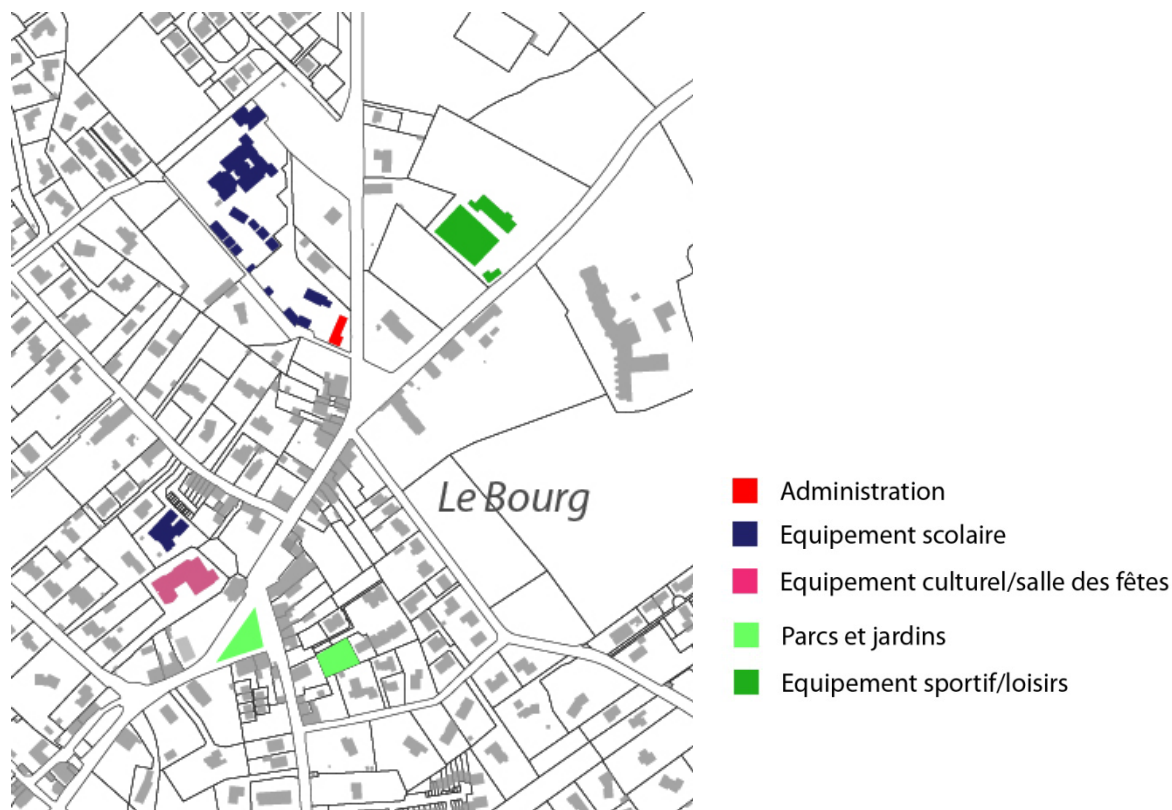 Le Bourg
Administration
Equipement scolaire
Equipement culturel/salle des fêtes
Parcs et jardins
Equipement sportif/loisirs